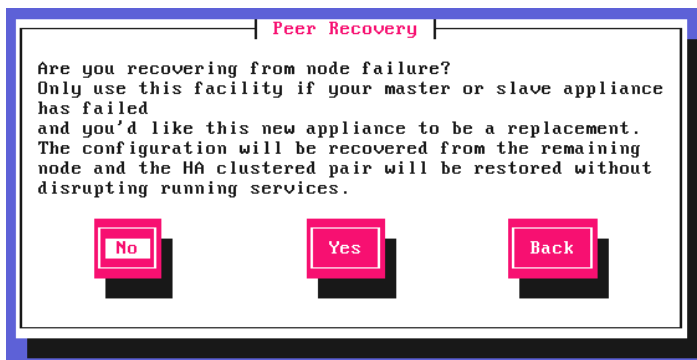 Peer Recovery
Are you recovering from node failure?
Only use this facility if your master or slave appliance
has failed
and you'd like this new appliance to be a replacement.
The configuration will be recovered from the remaining
node and the HA clustered pair will be restored without
disrupting running services.
No Yes Back